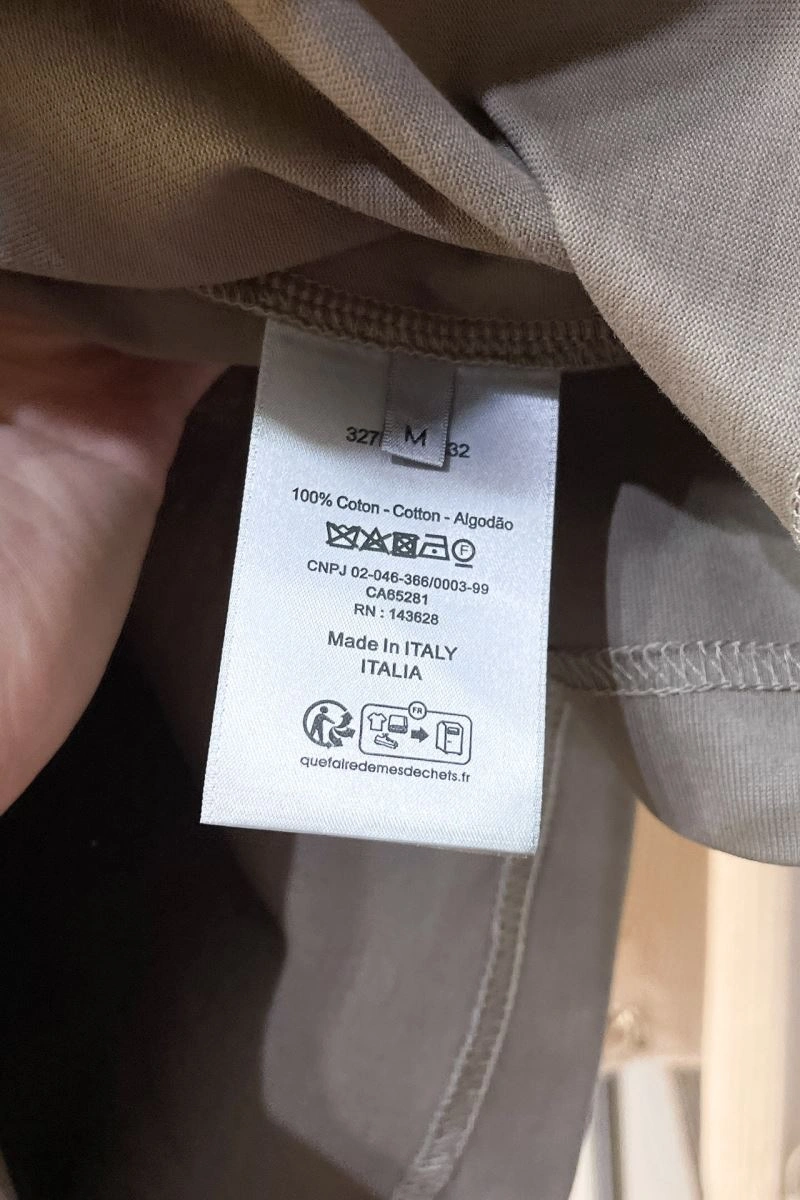 327 M 32
100% Coton - Cotton - Algodão
F
CNPJ 02-046-366/0003-99
CA65281
RN : 143628
Made In ITALY
ITALIA
FR
quefairedemesdechets.fr